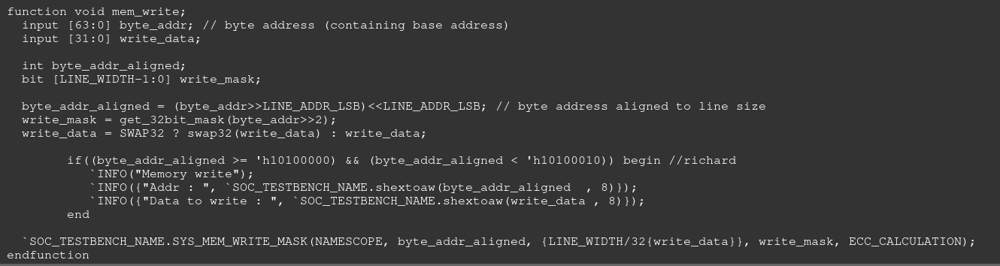 function void mem_write;
input [63:0] byte_addr; // byte address (containing base address)
input [31:0] write_data;
int byte_addr_aligned;
bit [LINE_WIDTH-1:0] write_mask;
byte_addr_aligned = (byte_addr>>LINE_ADDR_LSB)<<LINE_ADDR_LSB; // byte address aligned to line size
write_mask = get_32bit_mask(byte_addr>>2);
write_data = SWAP32 ? swap32(write_data) : write_data;
if((byte_addr_aligned >= 'h10100000) && (byte_addr_aligned < 'h10100010)) begin //richard
`INFO("Memory write");
`INFO({"Addr : ", `SOC_TESTBENCH_NAME.shextoaw(byte_addr_aligned  , 8)});
`INFO({"Data to write : ", `SOC_TESTBENCH_NAME.shextoaw(write_data , 8)});
end
`SOC_TESTBENCH_NAME.SYS_MEM_WRITE_MASK(NAMESCOPE, byte_addr_aligned, {LINE_WIDTH/32{write_data}}, write_mask, ECC_CALCULATION);
endfunction